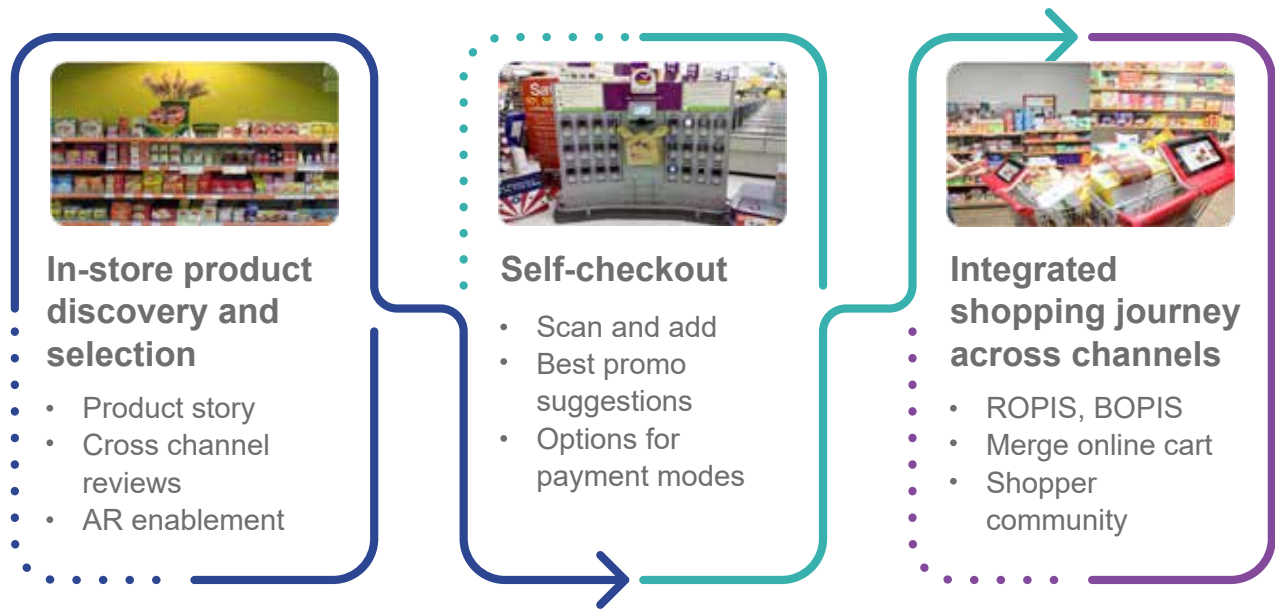 In-store product
discovery and
selection
• Product story
• Cross channel
reviews
• AR enablement
Self-checkout
• Scan and add
• Best promo
suggestions
• Options for
payment modes
Integrated
shopping journey
across channels
• ROPIS, BOPIS
• Merge online cart
• Shopper
community